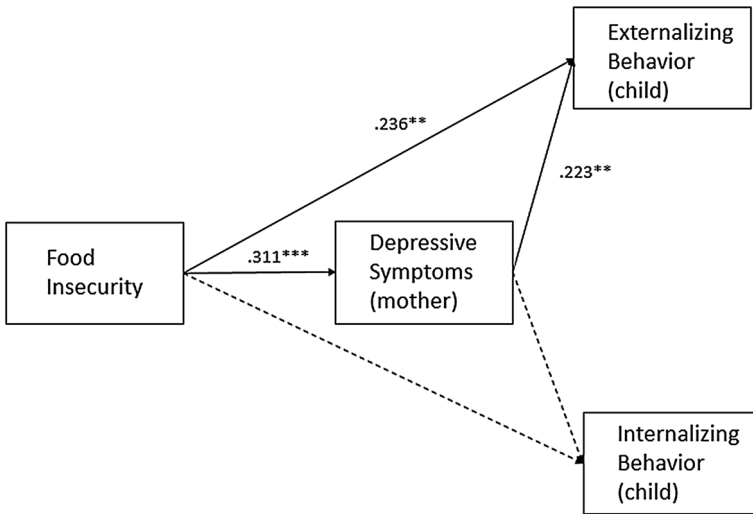 Externalizing
Behavior
(child)
.236**
.223**
Food
Insecurity
.311***
Depressive
Symptoms
(mother)
Internalizing
Behavior
(child)